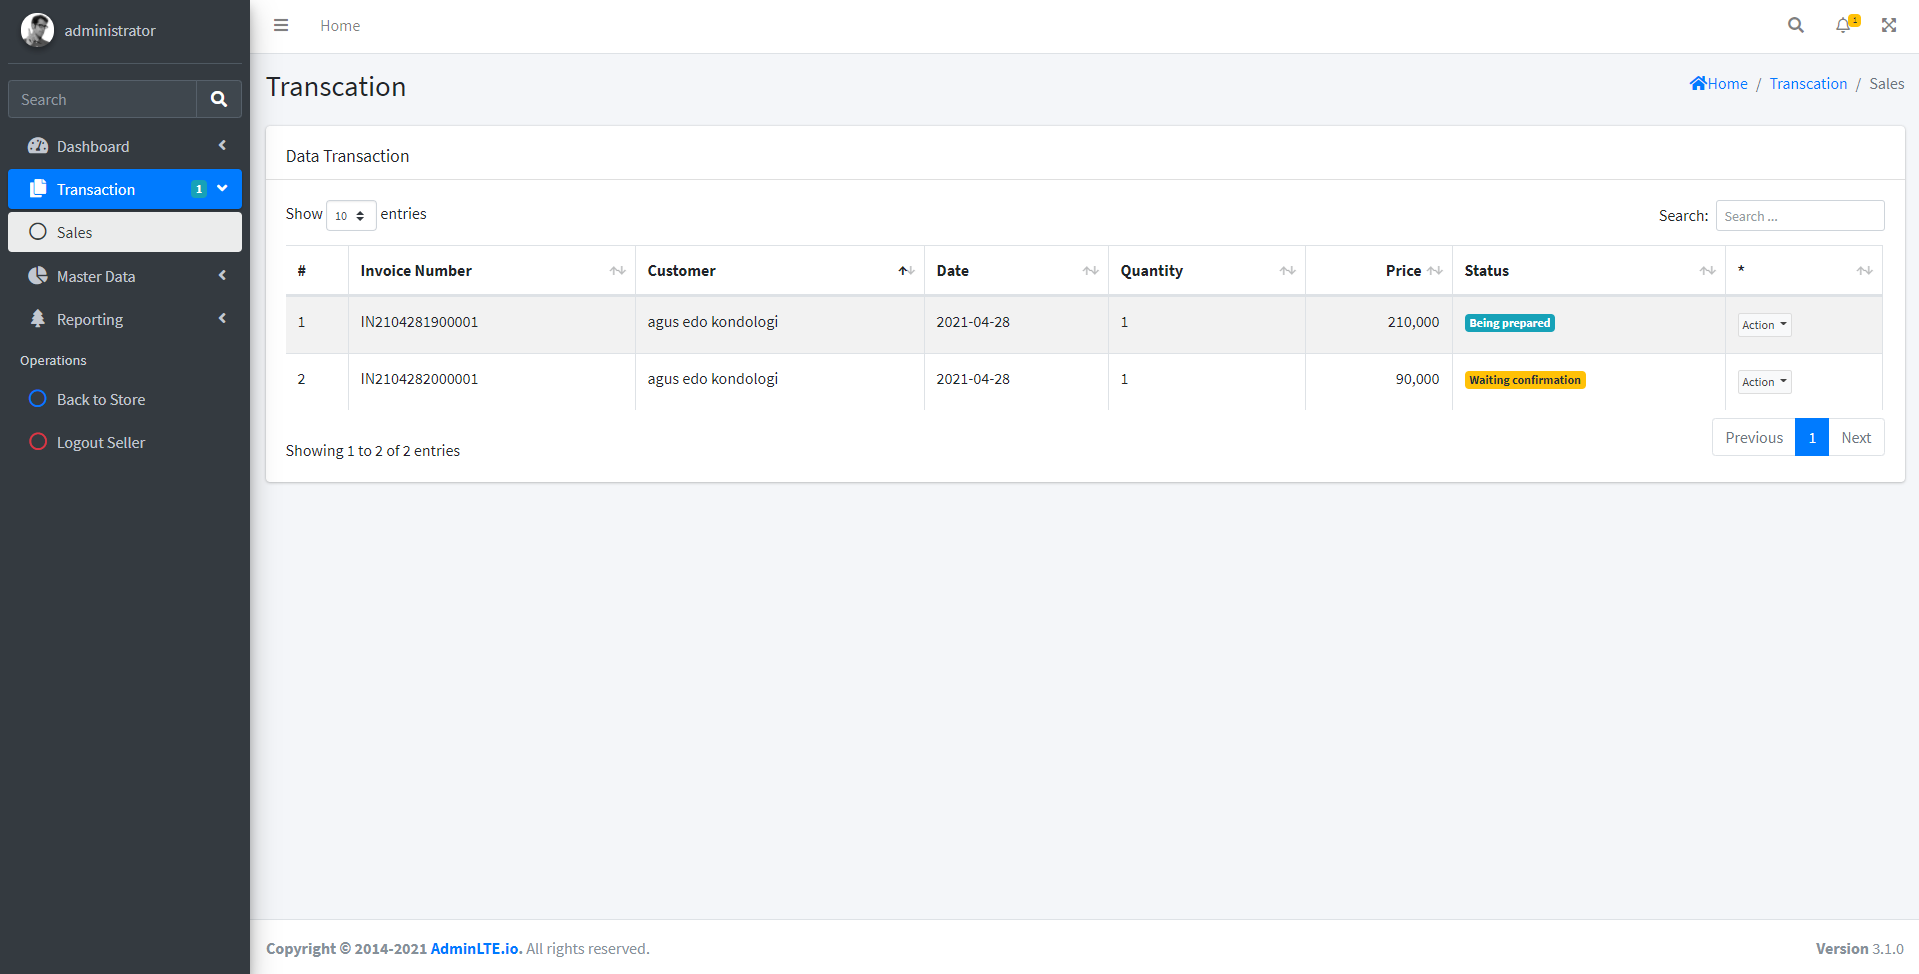 administrator
Search
Dashboard
Transaction 1
Sales
Master Data
Reporting
Operations
Back to Store
Logout Seller
Home
1
Transcation
Home / Transcation / Sales
Data Transaction
Show 10 entries
Search: Search ...
# Invoice Number Customer Date Quantity Price Status *
1 IN2104281900001 agus edo kondologi 2021-04-28 1 210,000 Being prepared Action
2 IN2104282000001 agus edo kondologi 2021-04-28 1 90,000 Waiting confirmation Action
Showing 1 to 2 of 2 entries
Previous 1 Next
Copyright © 2014-2021 AdminLTE.io. All rights reserved.
Version 3.1.0